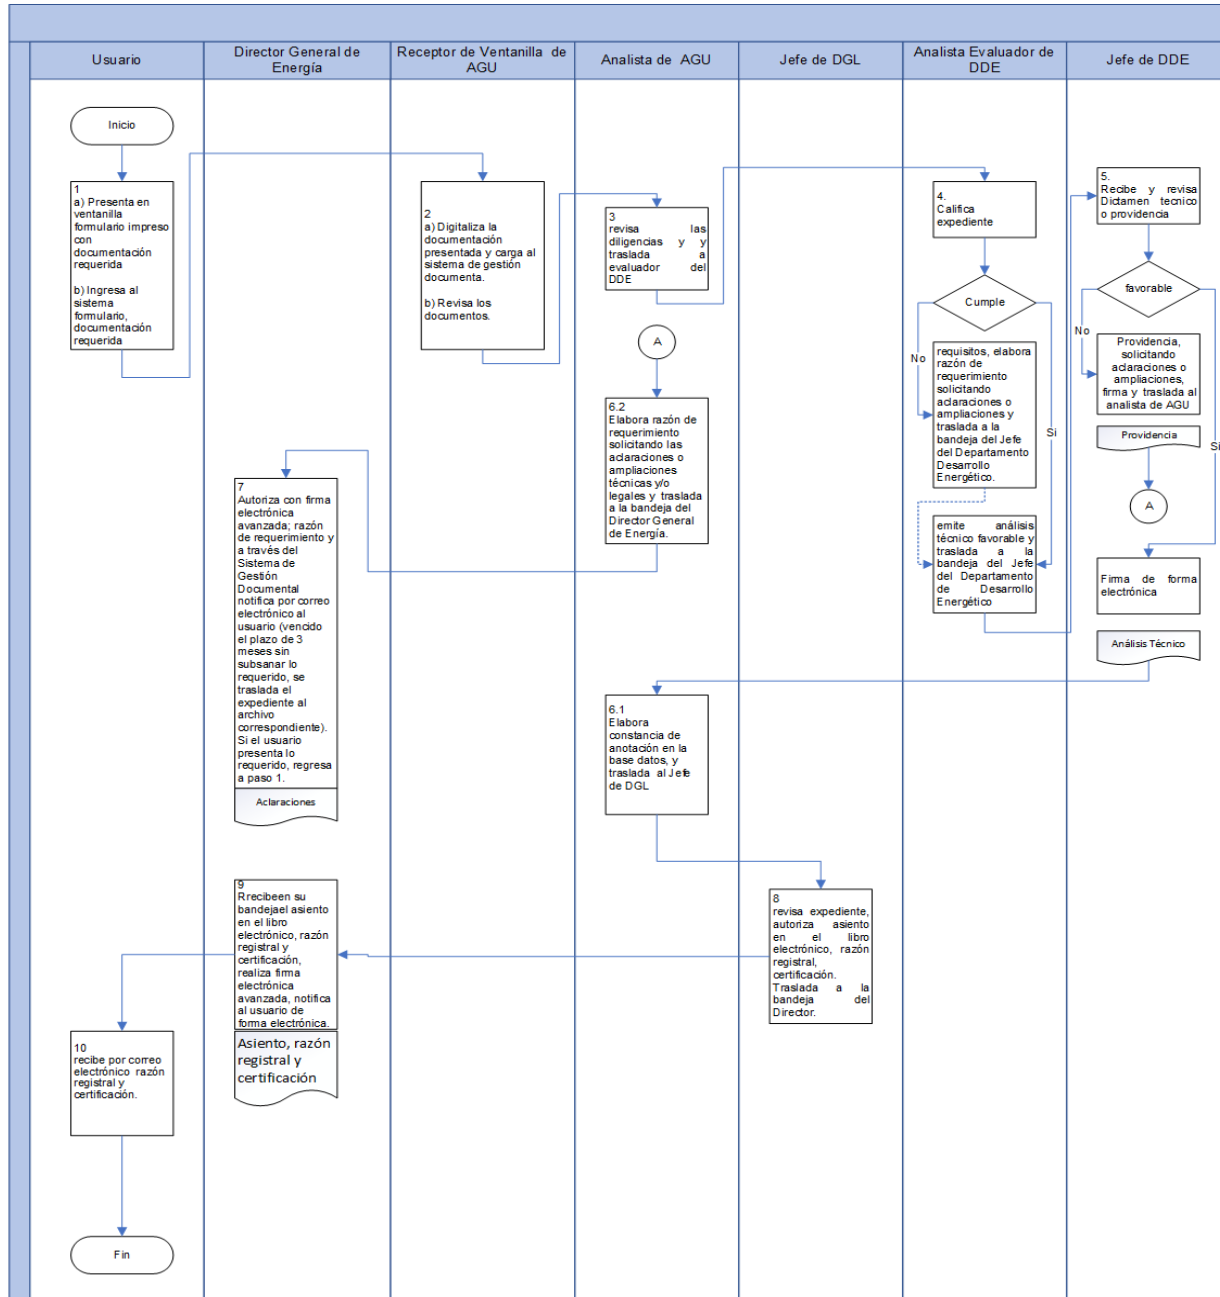 Usuario
Director General de
Energía
Receptor de Ventanilla de
AGU
Analista de AGU
Jefe de DGL
Analista Evaluador de
DDE
Jefe de DDE
Inicio
1
a) Presenta en
ventanilla
formulario impreso
con
documentación
requerida
b) Ingresa al
sistema
formulario,
documentación
requerida
2
a) Digitaliza la
documentación
presentada y carga al
sistema de gestión
documenta.
b) Revisa los
documentos.
3
revisa las
diligencias y y
traslada a
evaluador del
DDE
4.
Califica
expediente
5.
Recibe y revisa
Dictamen tecnico
o providencia
Cumple
favorable
No
Si
No
Si
requisitos, elabora
razón de
requerimiento
solicitando
aclaraciones o
ampliaciones y
traslada a la
bandeja del Jefe
del Departamento
Desarrollo
Energético.
Providencia,
solicitando
aclaraciones o
ampliaciones,
firma y traslada al
analista de AGU
Providencia
A
A
6.2
Elabora razón de
requerimiento
solicitando las
aclaraciones o
ampliaciones
técnicas y/o
legales y traslada
a la bandeja del
Director General
de Energía.
7
Autoriza con firma
electrónica
avanzada; razón
de requerimiento y
a través del
Sistema de
Gestión
Documental
notifica por correo
electrónico al
usuario (vencido
el plazo de 3
meses sin
subsanar lo
requerido, se
traslada el
expediente al
archivo
correspondiente).
Si el usuario
presenta lo
requerido, regresa
a paso 1.
Aclaraciones
emite análisis
técnico favorable y
traslada a la
bandeja del Jefe
del Departamento
de Desarrollo
Energético
Firma de forma
electrónica
Análisis Técnico
6.1
Elabora
constancia de
anotación en la
base datos, y
traslada al Jefe
de DGL
8
revisa expediente,
autoriza asiento
en el libro
electrónico, razón
registral,
certificación.
Traslada a la
bandeja del
Director.
9
Rrecibeen su
bandejael asiento
en el libro
electrónico, razón
registral y
certificación,
realiza firma
electrónica
avanzada, notifica
al usuario de
forma electrónica.
Asiento, razón
registral y
certificación
10
recibe por correo
electrónico razón
registral y
certificación.
Fin